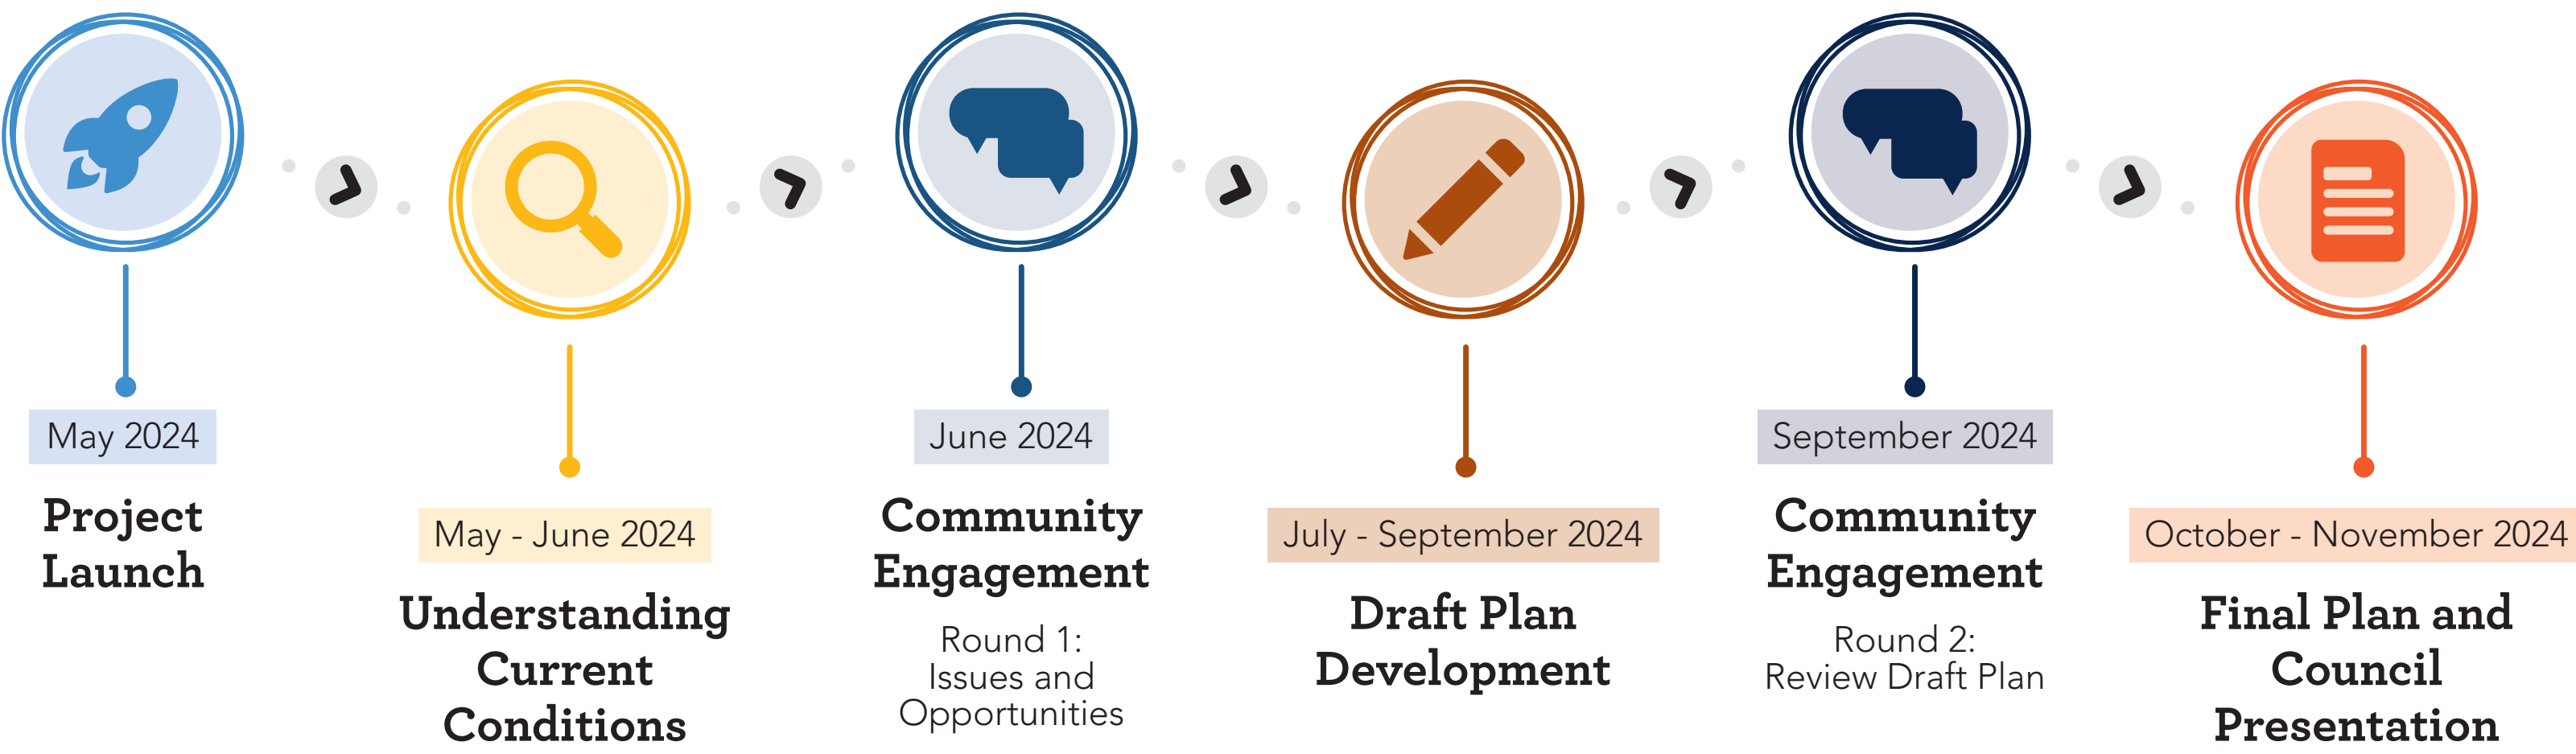 May 2024
Project
Launch
May - June 2024
Understanding
Current
Conditions
June 2024
Community
Engagement
Round 1:
Issues and
Opportunities
July - September 2024
Draft Plan
Development
September 2024
Community
Engagement
Round 2:
Review Draft Plan
October - November 2024
Final Plan and
Council
Presentation